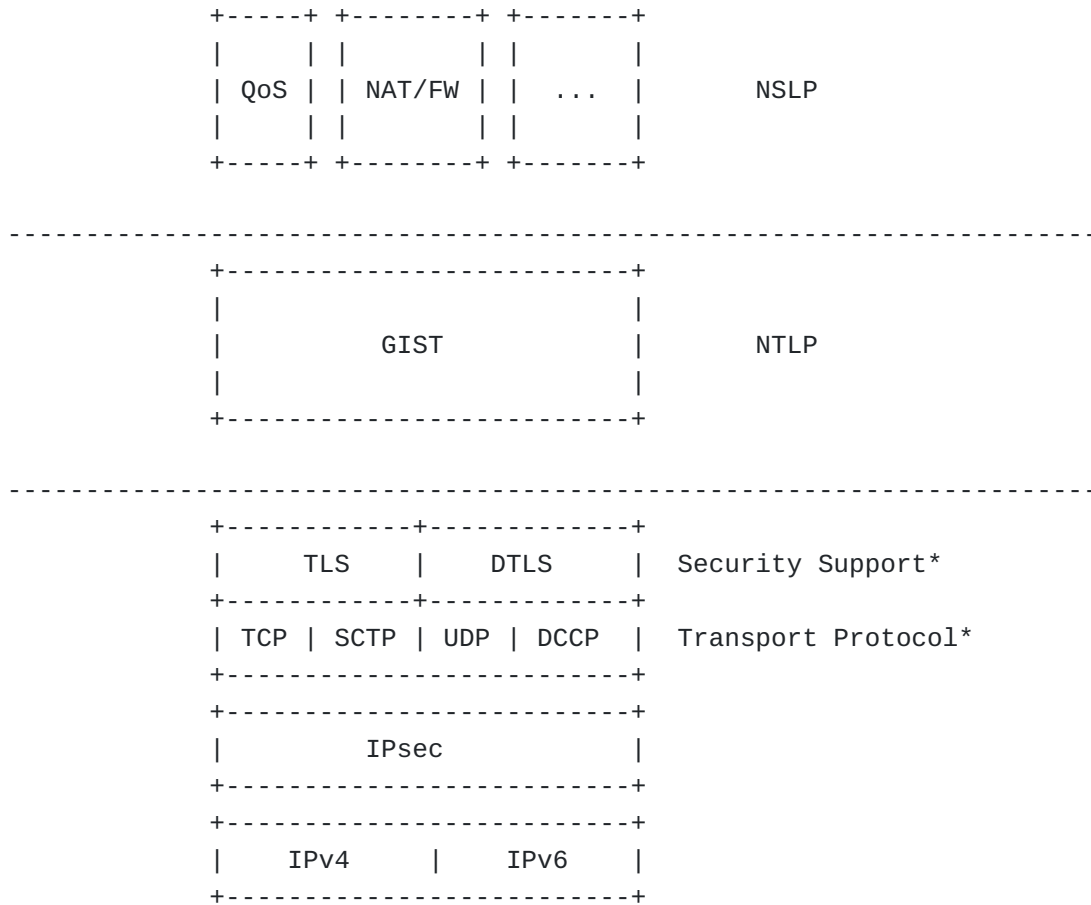 QoS NAT/FW ... NSLP
GIST NTLP
TLS DTLS Security Support*
TCP SCTP UDP DCCP Transport Protocol*
IPsec
IPv4 IPv6